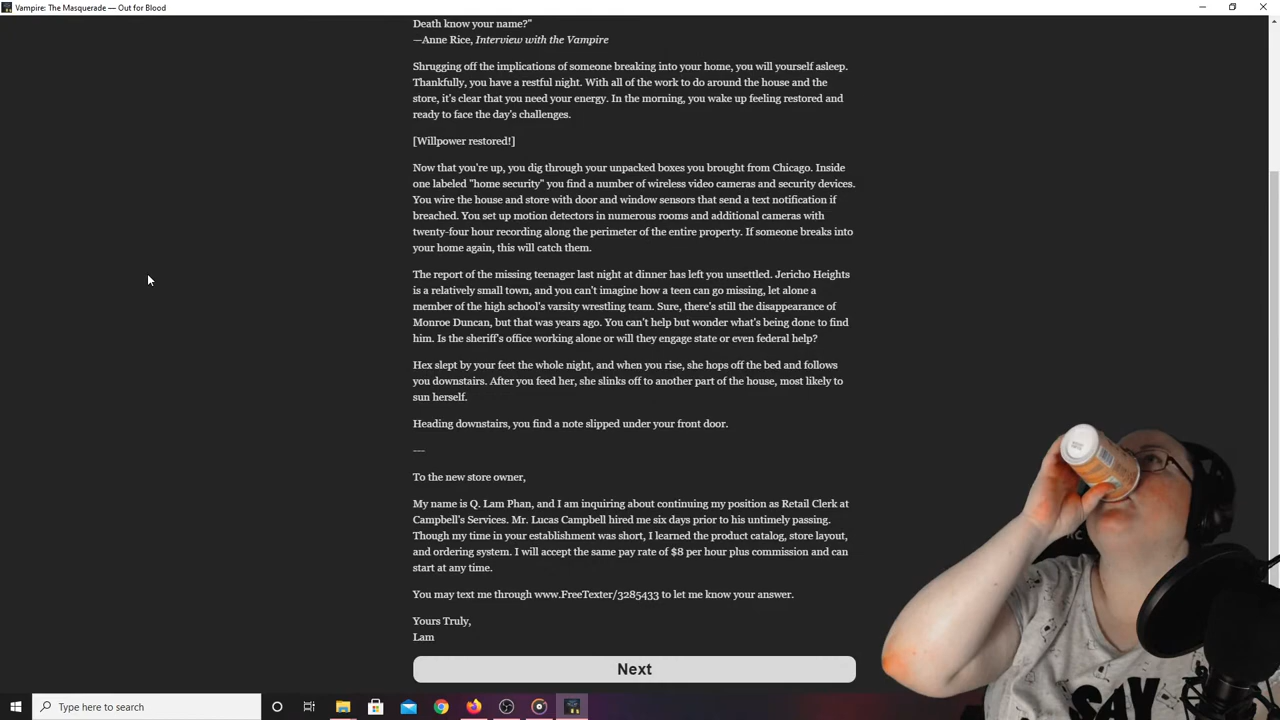 Vampire: The Masquerade — Out for Blood
Death know your name?"
—Anne Rice, Interview with the Vampire
Shrugging off the implications of someone breaking into your home, you will yourself asleep.
Thankfully, you have a restful night. With all of the work to do around the house and the
store, it's clear that you need your energy. In the morning, you wake up feeling restored and
ready to face the day's challenges.
[Willpower restored!]
Now that you're up, you dig through your unpacked boxes you brought from Chicago. Inside
one labeled "home security" you find a number of wireless video cameras and security devices.
You wire the house and store with door and window sensors that send a text notification if
breached. You set up motion detectors in numerous rooms and additional cameras with
twenty-four hour recording along the perimeter of the entire property. If someone breaks into
your home again, this will catch them.
The report of the missing teenager last night at dinner has left you unsettled. Jericho Heights
is a relatively small town, and you can't imagine how a teen can go missing, let alone a
member of the high school's varsity wrestling team. Sure, there's still the disappearance of
Monroe Duncan, but that was years ago. You can't help but wonder what's being done to find
him. Is the sheriff's office working alone or will they engage state or even federal help?
Hex slept by your feet the whole night, and when you rise, she hops off the bed and follows
you downstairs. After you feed her, she slinks off to another part of the house, most likely to
sun herself.
Heading downstairs, you find a note slipped under your front door.
—
To the new store owner,
My name is Q. Lam Phan, and I am inquiring about continuing my position as Retail Clerk at
Campbell's Services. Mr. Lucas Campbell hired me six days prior to his untimely passing.
Though my time in your establishment was short, I learned the product catalog, store layout,
and ordering system. I will accept the same pay rate of $8 per hour plus commission and can
start at any time.
You may text me through www.FreeTexter/3285433 to let me know your answer.
Yours Truly,
Lam
Next
SAY
Type here to search